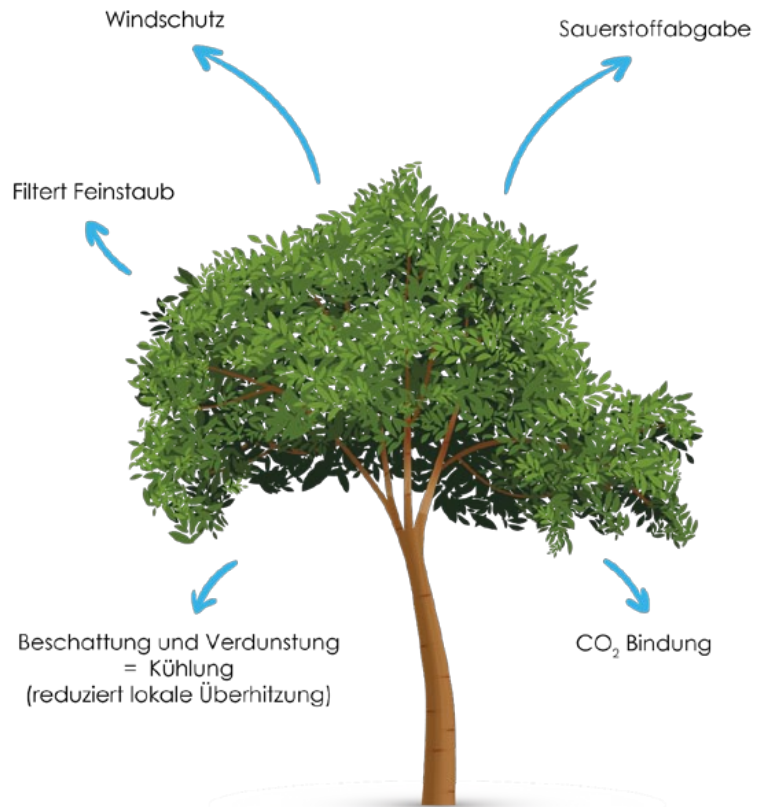 Windschutz
Sauerstoffabgabe
Filtert Feinstaub
Beschattung und Verdunstung
= Kühlung
(reduziert lokale Überhitzung)
CO₂ Bindung